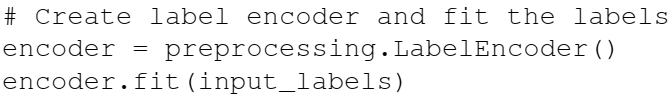 # Create label encoder and fit the labels
encoder = preprocessing.LabelEncoder()
encoder.fit(input_labels)